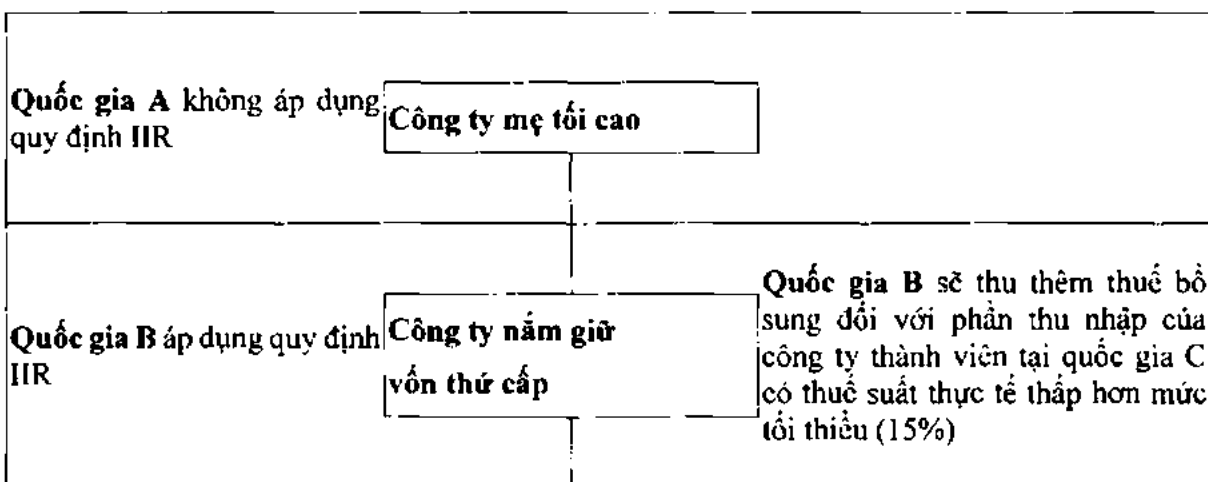 Quốc gia A không áp dụng
quy định IIR
Công ty mẹ tối cao
Quốc gia B áp dụng quy định
IIR
Công ty nắm giữ
vốn thứ cấp
Quốc gia B sẽ thu thêm thuế bổ
sung đối với phần thu nhập của
công ty thành viên tại quốc gia C
có thuế suất thực tế thấp hơn mức
tối thiểu (15%)